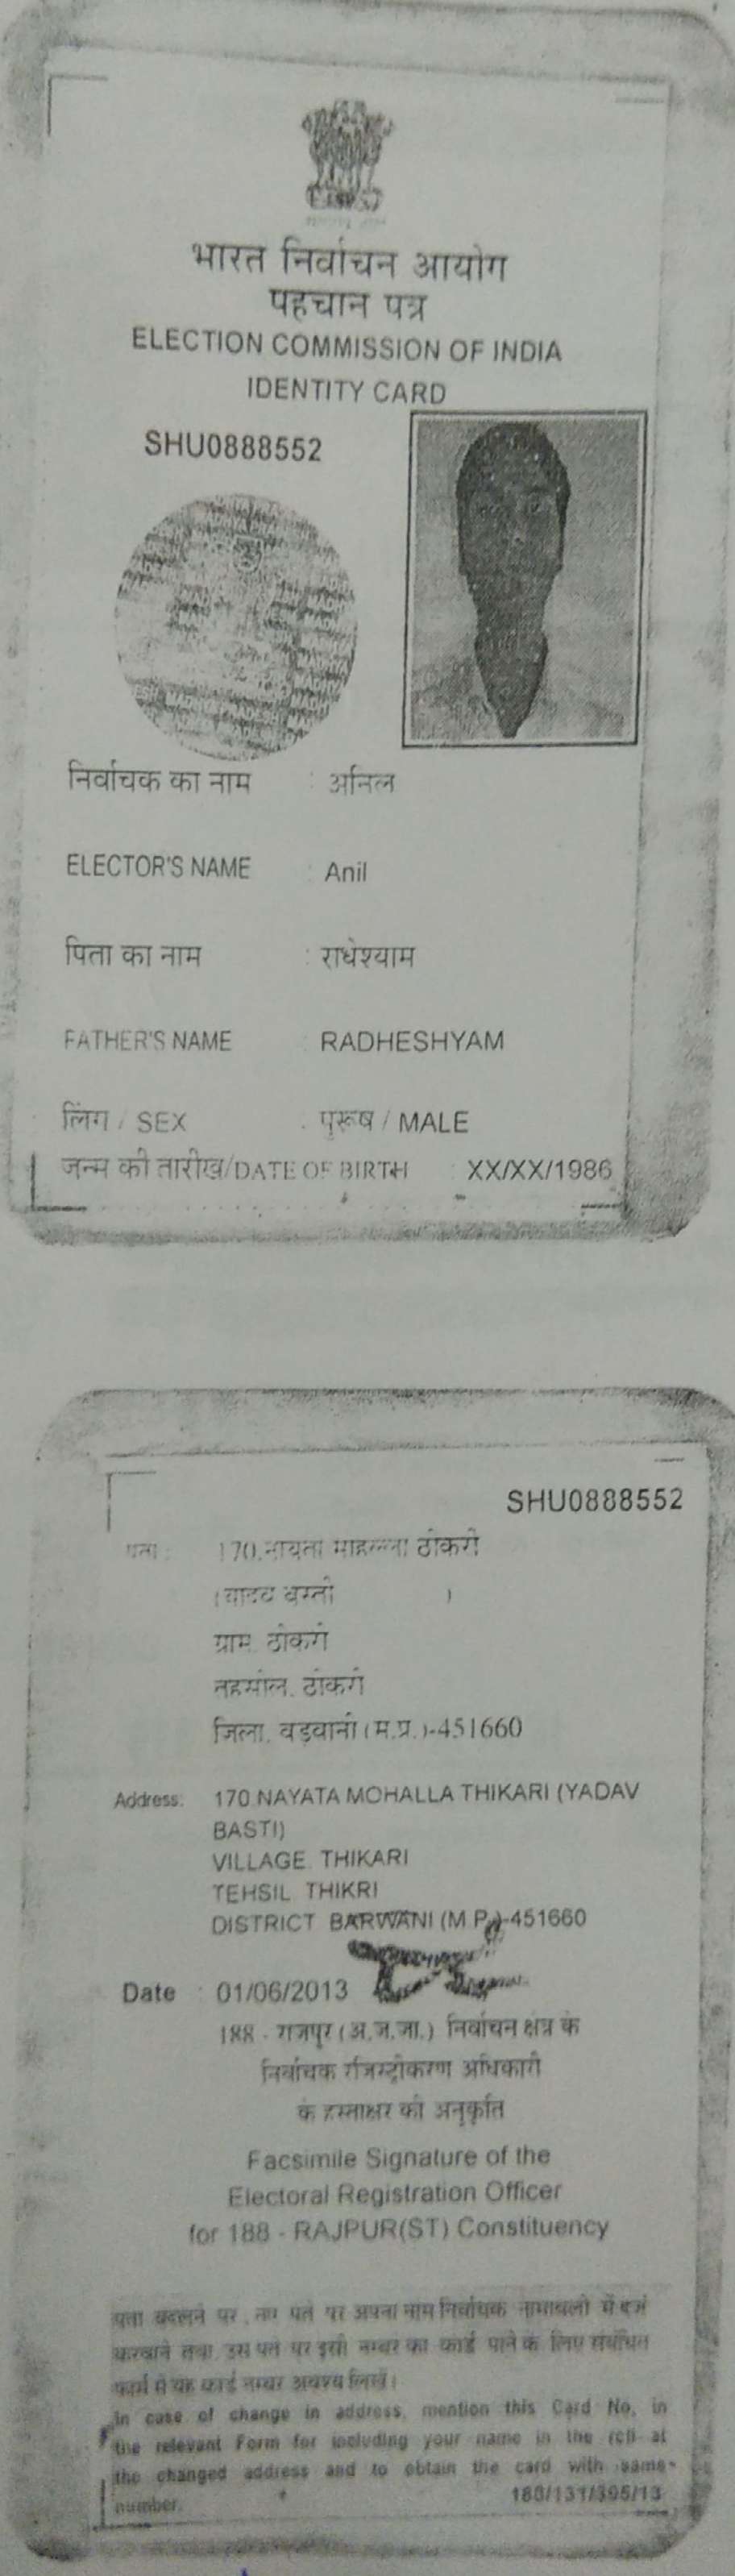 भारत निर्वाचन आयोग
पहचान पत्र
ELECTION COMMISSION OF INDIA
IDENTITY CARD
SHU0888552
निर्वाचक का नाम : अनिल
ELECTOR'S NAME : Anil
पिता का नाम : राधेश्याम
FATHER'S NAME RADHESHYAM
लिंग / SEX : पुरूष / MALE
जन्म की तारीख/DATE OF BIRTH XX/XX/1986
SHU0888552
पता : 170,नायता मोहल्ला ठीकरी
(यादव बस्ती )
ग्राम. ठीकरी
तहसील. ठीकरी
जिला. बड़वानी (म.प्र.)-451660
Address: 170 NAYATA MOHALLA THIKARI (YADAV
BASTI)
VILLAGE THIKARI
TEHSIL THIKRI
DISTRICT BARWANI (M P.)-451660
Date : 01/06/2013
188 - राजपुर (अ.ज.जा.) निर्वाचन क्षेत्र के
निर्वाचक रजिस्ट्रीकरण अधिकारी
के हस्ताक्षर की अनुकृति
Facsimile Signature of the
Electoral Registration Officer
for 188 - RAJPUR(ST) Constituency
पता बदलने पर , नए पते पर अपना नाम निर्वाचक नामावली में दर्ज
करवाने तथा उस पते पर इसी नम्बर का कार्ड पाने के लिए संबंधित
फार्म में यह कार्ड नम्बर अवश्य लिखें।
In case of change in address, mention this Card No. in
the relevant Form for including your name in the roll at
the changed address and to obtain the card with same
number.